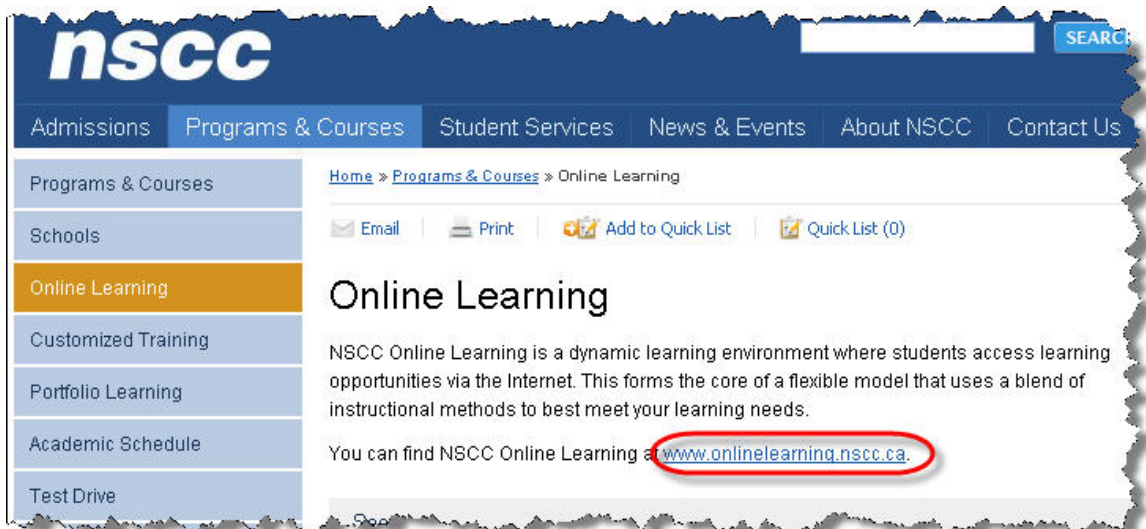 nscc
SEARC
Admissions Programs & Courses Student Services News & Events About NSCC Contact Us
Programs & Courses
Schools
Online Learning
Customized Training
Portfolio Learning
Academic Schedule
Test Drive
Home » Programs & Courses » Online Learning
Email Print Add to Quick List Quick List (0)
Online Learning
NSCC Online Learning is a dynamic learning environment where students access learning
opportunities via the Internet. This forms the core of a flexible model that uses a blend of
instructional methods to best meet your learning needs.
You can find NSCC Online Learning at www.onlinelearning.nscc.ca.